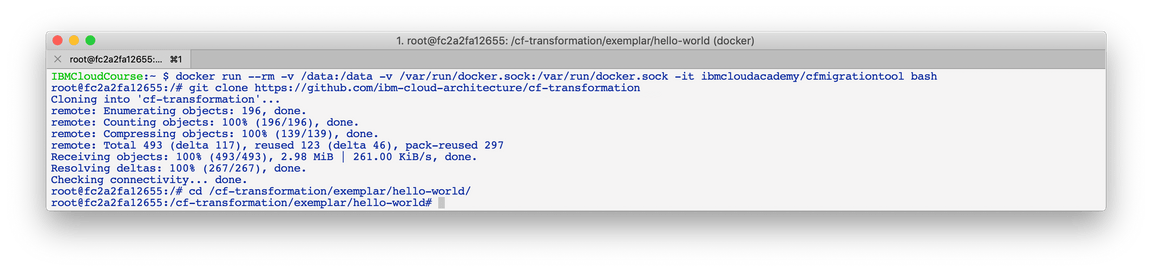 1. root@fc2a2fa12655: /cf-transformation/exemplar/hello-world (docker)
root@fc2a2fa12655:... ⌘1
IBMCloudCourse:~ $ docker run --rm -v /data:/data -v /var/run/docker.sock:/var/run/docker.sock -it ibmcloudacademy/cfmigrationtool bash
root@fc2a2fa12655:/# git clone https://github.com/ibm-cloud-architecture/cf-transformation
Cloning into 'cf-transformation'...
remote: Enumerating objects: 196, done.
remote: Counting objects: 100% (196/196), done.
remote: Compressing objects: 100% (139/139), done.
remote: Total 493 (delta 117), reused 123 (delta 46), pack-reused 297
Receiving objects: 100% (493/493), 2.98 MiB | 261.00 KiB/s, done.
Resolving deltas: 100% (267/267), done.
Checking connectivity... done.
root@fc2a2fa12655:/# cd /cf-transformation/exemplar/hello-world/
root@fc2a2fa12655:/cf-transformation/exemplar/hello-world#